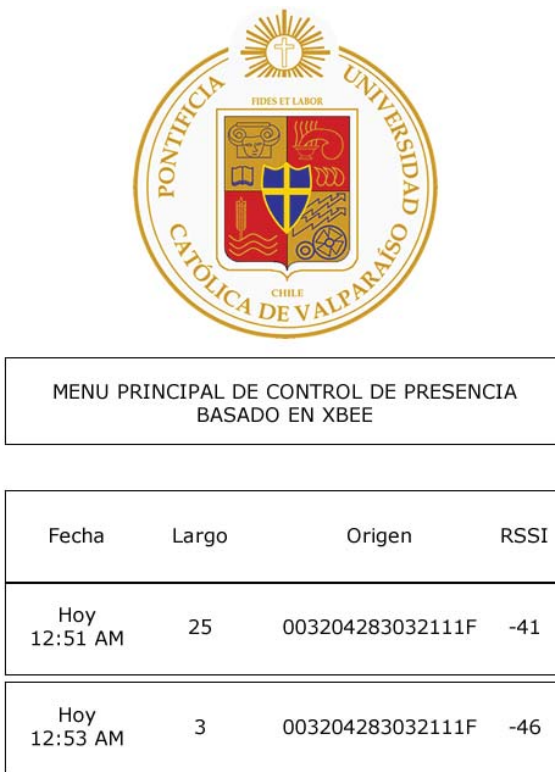 PONTIFICIA UNIVERSIDAD
CATÓLICA DE VALPARAÍSO
FIDES ET LABOR
CHILE
MENU PRINCIPAL DE CONTROL DE PRESENCIA
BASADO EN XBEE
Fecha Largo Origen RSSI
Hoy
12:51 AM 25 003204283032111F -41
Hoy
12:53 AM 3 003204283032111F -46